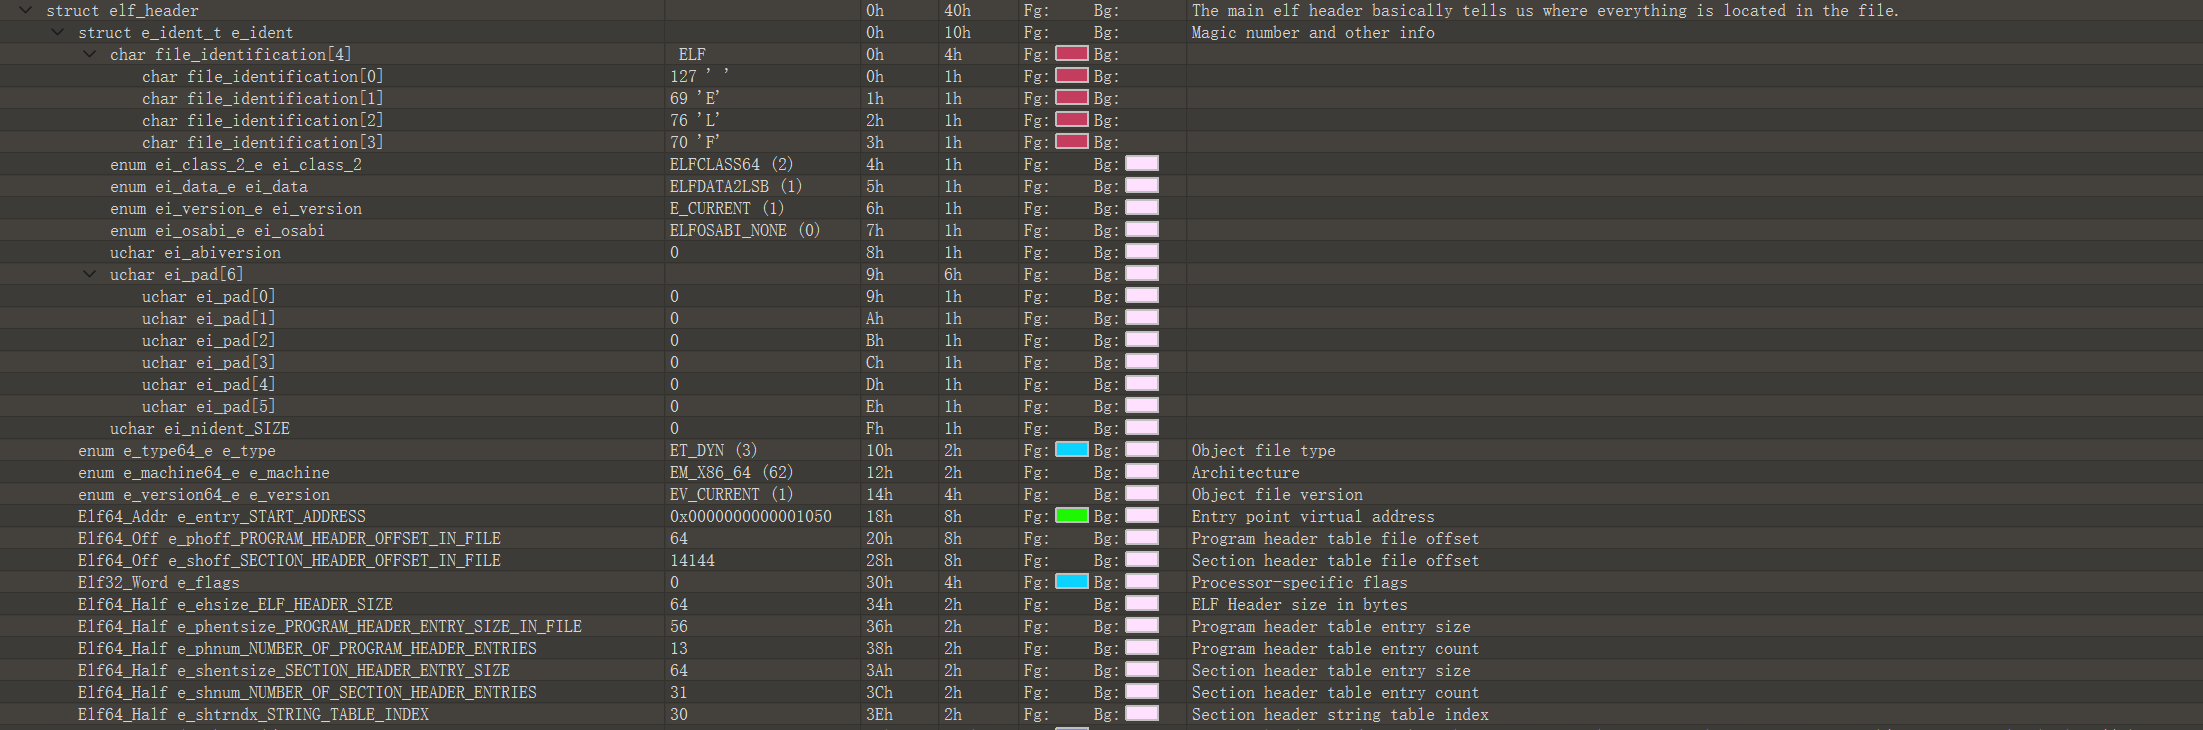 struct elf_header 0h 40h Fg: Bg: The main elf header basically tells us where everything is located in the file.
struct e_ident_t e_ident 0h 10h Fg: Bg: Magic number and other info
char file_identification[4] ELF 0h 4h Fg: Bg:
char file_identification[0] 127 ' ' 0h 1h Fg: Bg:
char file_identification[1] 69 'E' 1h 1h Fg: Bg:
char file_identification[2] 76 'L' 2h 1h Fg: Bg:
char file_identification[3] 70 'F' 3h 1h Fg: Bg:
enum ei_class_2_e ei_class_2 ELFCLASS64 (2) 4h 1h Fg: Bg:
enum ei_data_e ei_data ELFDATA2LSB (1) 5h 1h Fg: Bg:
enum ei_version_e ei_version E_CURRENT (1) 6h 1h Fg: Bg:
enum ei_osabi_e ei_osabi ELFOSABI_NONE (0) 7h 1h Fg: Bg:
uchar ei_abiversion 0 8h 1h Fg: Bg:
uchar ei_pad[6] 9h 6h Fg: Bg:
uchar ei_pad[0] 0 9h 1h Fg: Bg:
uchar ei_pad[1] 0 Ah 1h Fg: Bg:
uchar ei_pad[2] 0 Bh 1h Fg: Bg:
uchar ei_pad[3] 0 Ch 1h Fg: Bg:
uchar ei_pad[4] 0 Dh 1h Fg: Bg:
uchar ei_pad[5] 0 Eh 1h Fg: Bg:
uchar ei_nident_SIZE 0 Fh 1h Fg: Bg:
enum e_type64_e e_type ET_DYN (3) 10h 2h Fg: Bg: Object file type
enum e_machine64_e e_machine EM_X86_64 (62) 12h 2h Fg: Bg: Architecture
enum e_version64_e e_version EV_CURRENT (1) 14h 4h Fg: Bg: Object file version
Elf64_Addr e_entry_START_ADDRESS 0x0000000000001050 18h 8h Fg: Bg: Entry point virtual address
Elf64_Off e_phoff_PROGRAM_HEADER_OFFSET_IN_FILE 64 20h 8h Fg: Bg: Program header table file offset
Elf64_Off e_shoff_SECTION_HEADER_OFFSET_IN_FILE 14144 28h 8h Fg: Bg: Section header table file offset
Elf32_Word e_flags 0 30h 4h Fg: Bg: Processor-specific flags
Elf64_Half e_ehsize_ELF_HEADER_SIZE 64 34h 2h Fg: Bg: ELF Header size in bytes
Elf64_Half e_phentsize_PROGRAM_HEADER_ENTRY_SIZE_IN_FILE 56 36h 2h Fg: Bg: Program header table entry size
Elf64_Half e_phnum_NUMBER_OF_PROGRAM_HEADER_ENTRIES 13 38h 2h Fg: Bg: Program header table entry count
Elf64_Half e_shentsize_SECTION_HEADER_ENTRY_SIZE 64 3Ah 2h Fg: Bg: Section header table entry size
Elf64_Half e_shnum_NUMBER_OF_SECTION_HEADER_ENTRIES 31 3Ch 2h Fg: Bg: Section header table entry count
Elf64_Half e_shtrndx_STRING_TABLE_INDEX 30 3Eh 2h Fg: Bg: Section header string table index